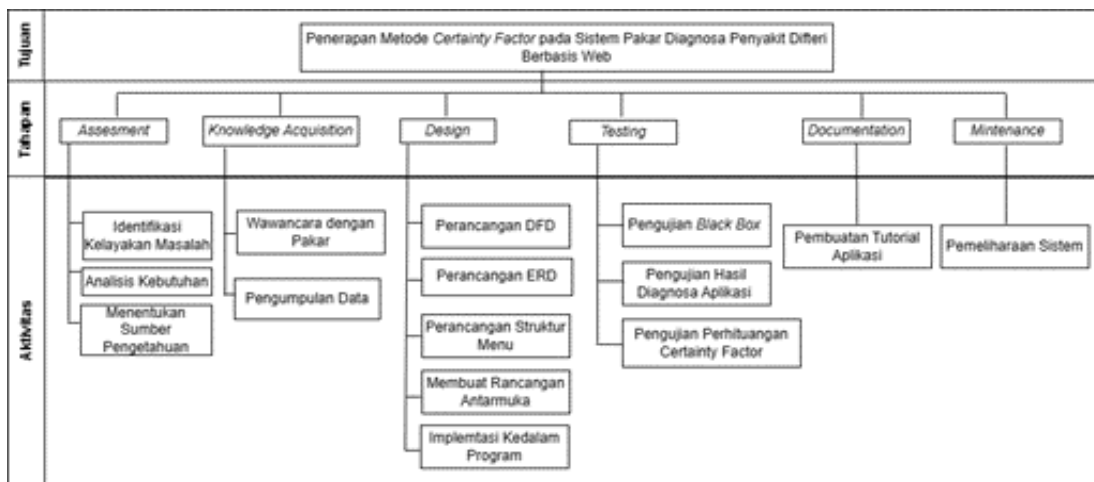 Tujuan
Penerapan Metode Certainty Factor pada Sistem Pakar Diagnosa Penyakit Difteri
Berbasis Web
Tahapan
Assesment
Knowledge Acquisition
Design
Testing
Documentation
Mintenance
Aktivitas
Identifikasi
Kelayakan Masalah
Analisis Kebutuhan
Menentukan
Sumber
Pengetahuan
Wawancara dengan
Pakar
Pengumpulan Data
Perancangan DFD
Perancangan ERD
Perancangan Struktur
Menu
Membuat Rancangan
Antarmuka
Implemtasi Kedalam
Program
Pengujian Black Box
Pengujian Hasil
Diagnosa Aplikasi
Pengujian Perhituangan
Certainty Factor
Pembuatan Tutorial
Aplikasi
Pemeliharaan Sistem